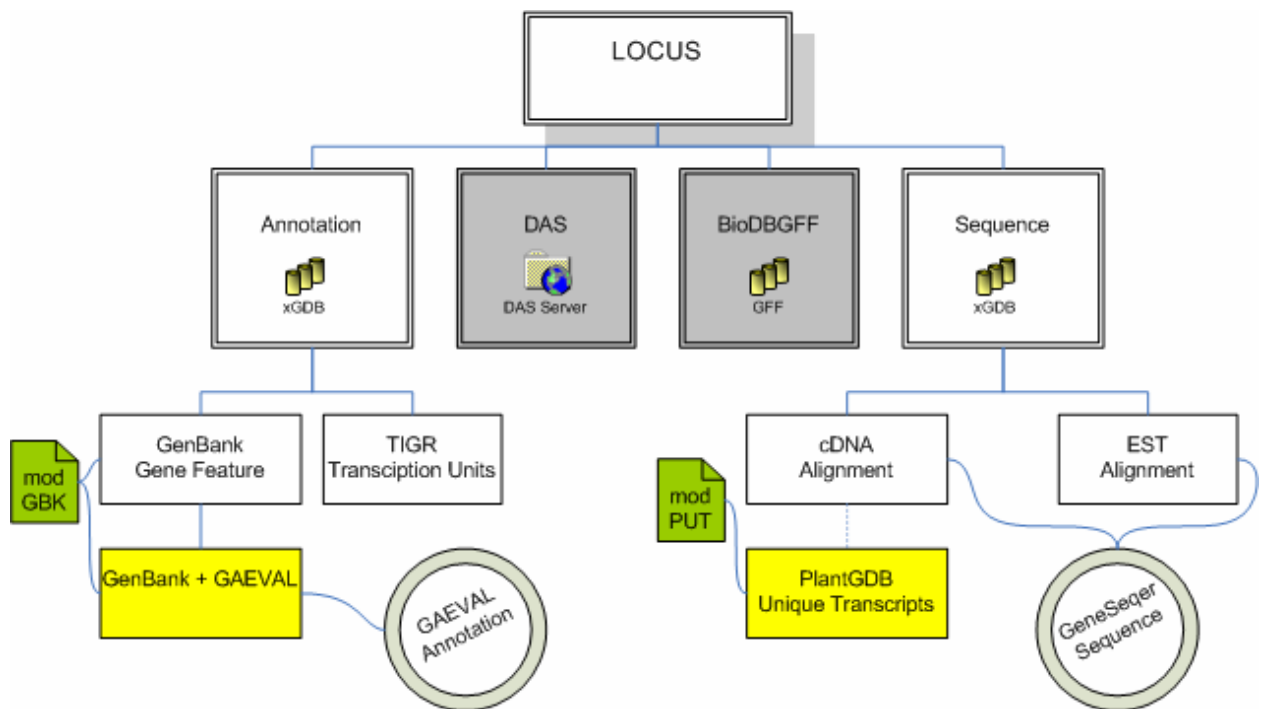 LOCUS
Annotation
xGDB
DAS
DAS Server
BioDBGFF
GFF
Sequence
xGDB
GenBank
Gene Feature
TIGR
Transciption Units
cDNA
Alignment
EST
Alignment
mod
GBK
mod
PUT
GenBank + GAEVAL
GAEVAL
Annotation
PlantGDB
Unique Transcripts
GeneSeqer
Sequence